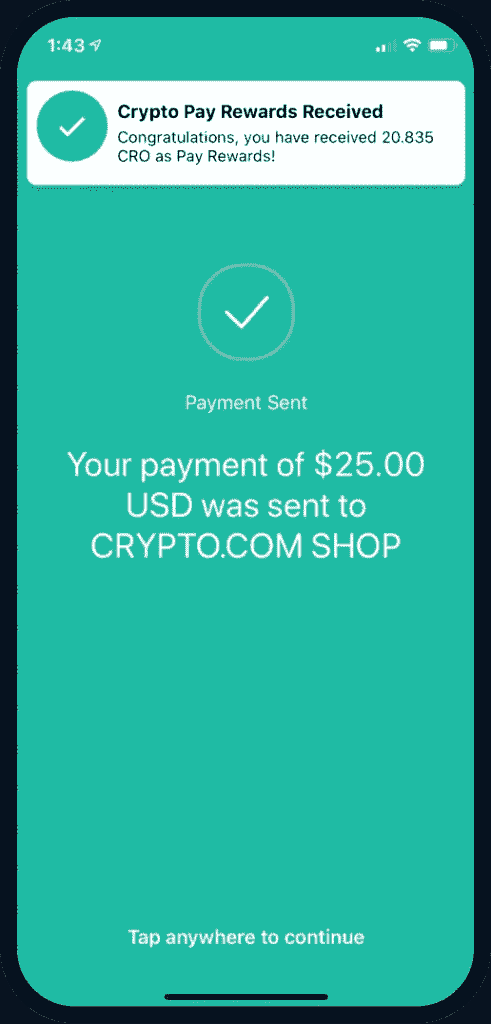 1:43
Crypto Pay Rewards Received
Congratulations, you have received 20.835
CRO as Pay Rewards!
Payment Sent
Your payment of $25.00
USD was sent to
CRYPTO.COM SHOP
Tap anywhere to continue